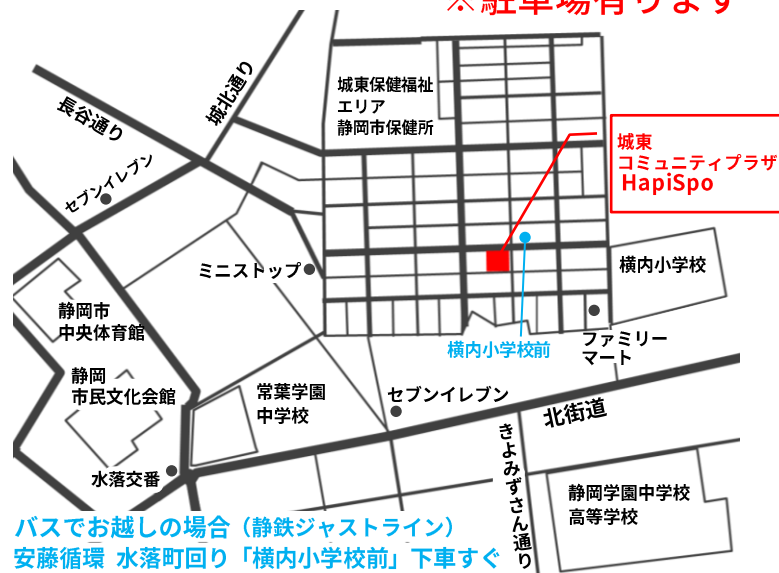 ※駐車場有ります
城北通り
城東保健福祉
エリア
静岡市保健所
長谷通り
城東
コミュニティプラザ
HapiSpo
セブンイレブン
ミニストップ
横内小学校
静岡市
中央体育館
ファミリー
マート
横内小学校前
静岡
市民文化会館
常葉学園
中学校
セブンイレブン
北街道
きよみずさん通り
水落交番
静岡学園中学校
高等学校
バスでお越しの場合（静鉄ジャストライン）
安藤循環 水落町回り「横内小学校前」下車すぐ